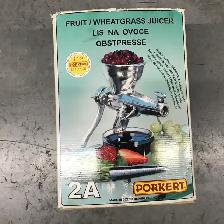 FRUIT / WHEATGRASS JUICER
LIS NA OVOCE
OBSTPRESSE
2A
PORKERT